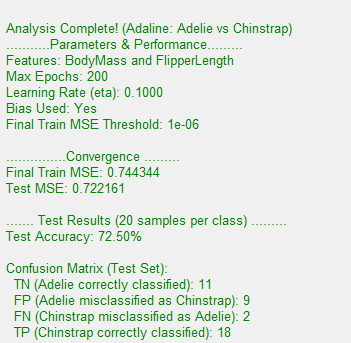 Analysis Complete! (Adaline: Adelie vs Chinstrap)
...........Parameters & Performance.........
Features: BodyMass and FlipperLength
Max Epochs: 200
Learning Rate (eta): 0.1000
Bias Used: Yes
Final Train MSE Threshold: 1e-06
...............Convergence .........
Final Train MSE: 0.744344
Test MSE: 0.722161
....... Test Results (20 samples per class) .........
Test Accuracy: 72.50%
Confusion Matrix (Test Set):
TN (Adelie correctly classified): 11
FP (Adelie misclassified as Chinstrap): 9
FN (Chinstrap misclassified as Adelie): 2
TP (Chinstrap correctly classified): 18